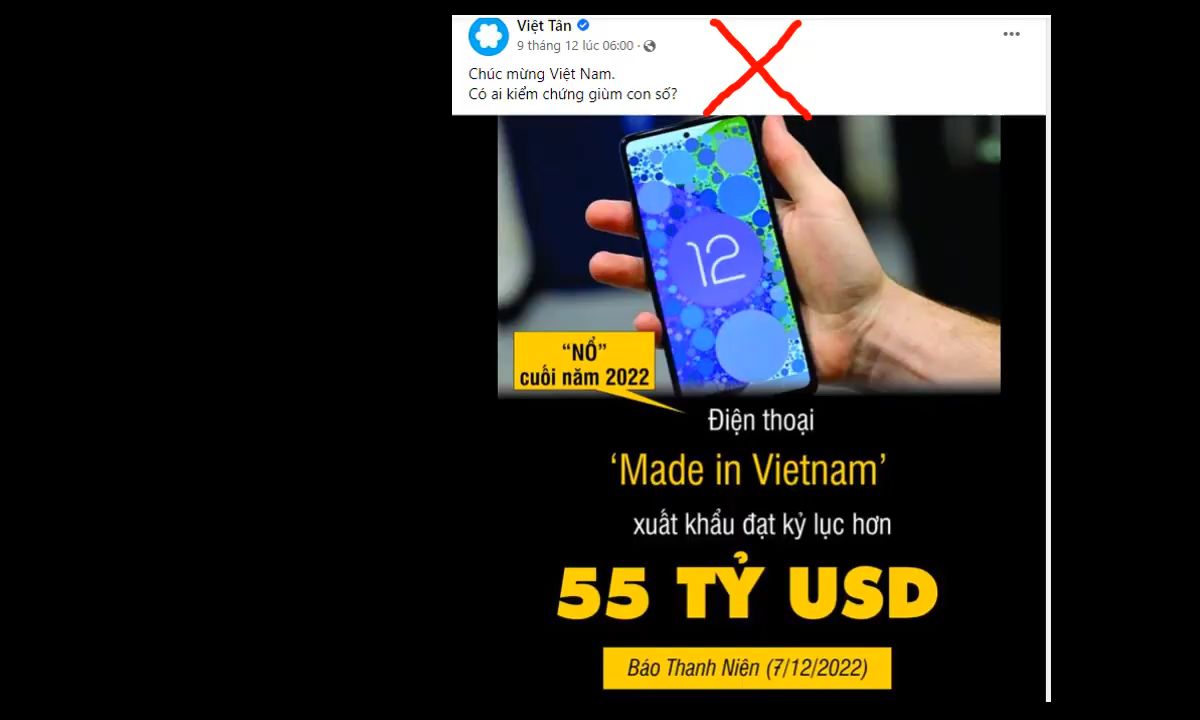 Việt Tân
9 tháng 12 lúc 06:00 ·
Chúc mừng Việt Nam.
Có ai kiểm chứng giùm con số?
12
“NỔ”
cuối năm 2022
Điện thoại
‘Made in Vietnam’
xuất khẩu đạt kỷ lục hơn
55 TỶ USD
Báo Thanh Niên (7/12/2022)